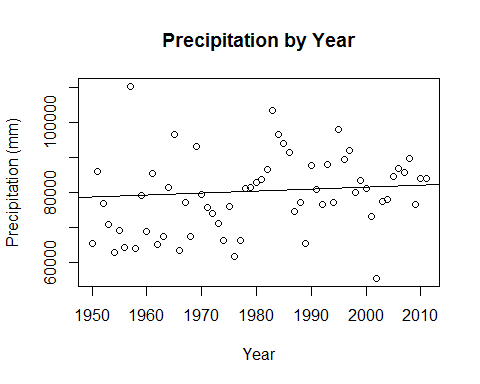 Precipitation by Year
Precipitation (mm)
100000
80000
60000
1950 1960 1970 1980 1990 2000 2010
Year